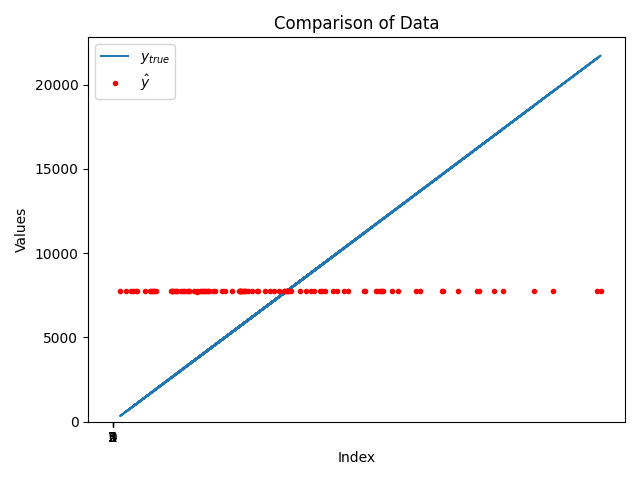 Comparison of Data
y_true
ŷ
20000
15000
10000
5000
0
Values
Index